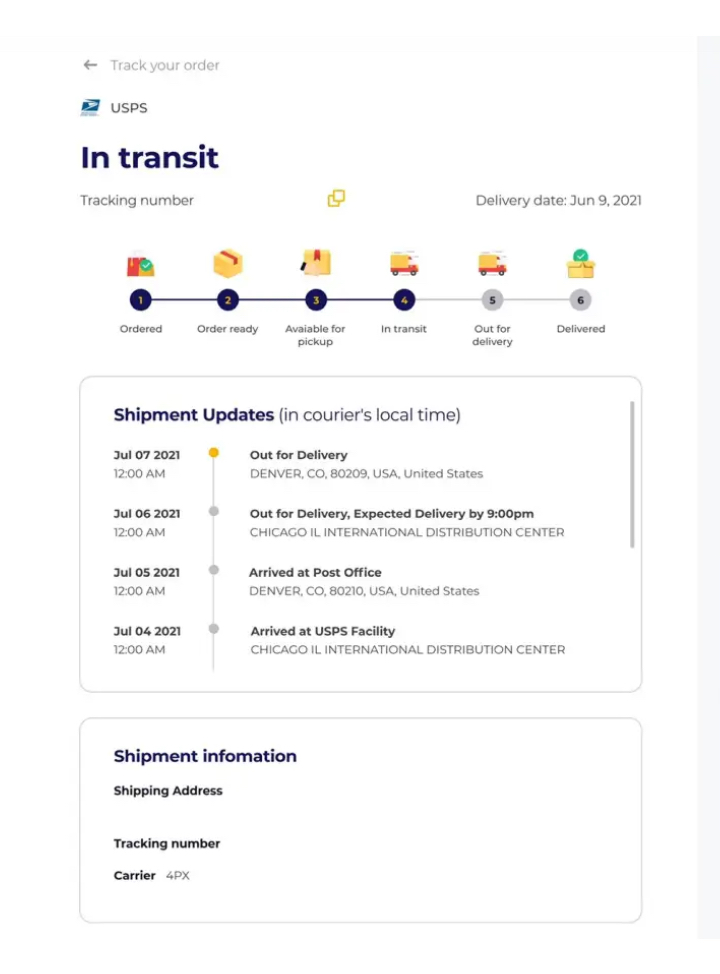 ← Track your order
USPS
In transit
Tracking number
Delivery date: Jun 9, 2021
1 2 3 4 5 6
Ordered
Order ready
Avaiable for
pickup
In transit
Out for
delivery
Delivered
Shipment Updates (in courier's local time)
Jul 07 2021 Out for Delivery
12:00 AM DENVER, CO, 80209, USA, United States
Jul 06 2021 Out for Delivery, Expected Delivery by 9:00pm
12:00 AM CHICAGO IL INTERNATIONAL DISTRIBUTION CENTER
Jul 05 2021 Arrived at Post Office
12:00 AM DENVER, CO, 80210, USA, United States
Jul 04 2021 Arrived at USPS Facility
12:00 AM CHICAGO IL INTERNATIONAL DISTRIBUTION CENTER
Shipment infomation
Shipping Address
Tracking number
Carrier 4PX